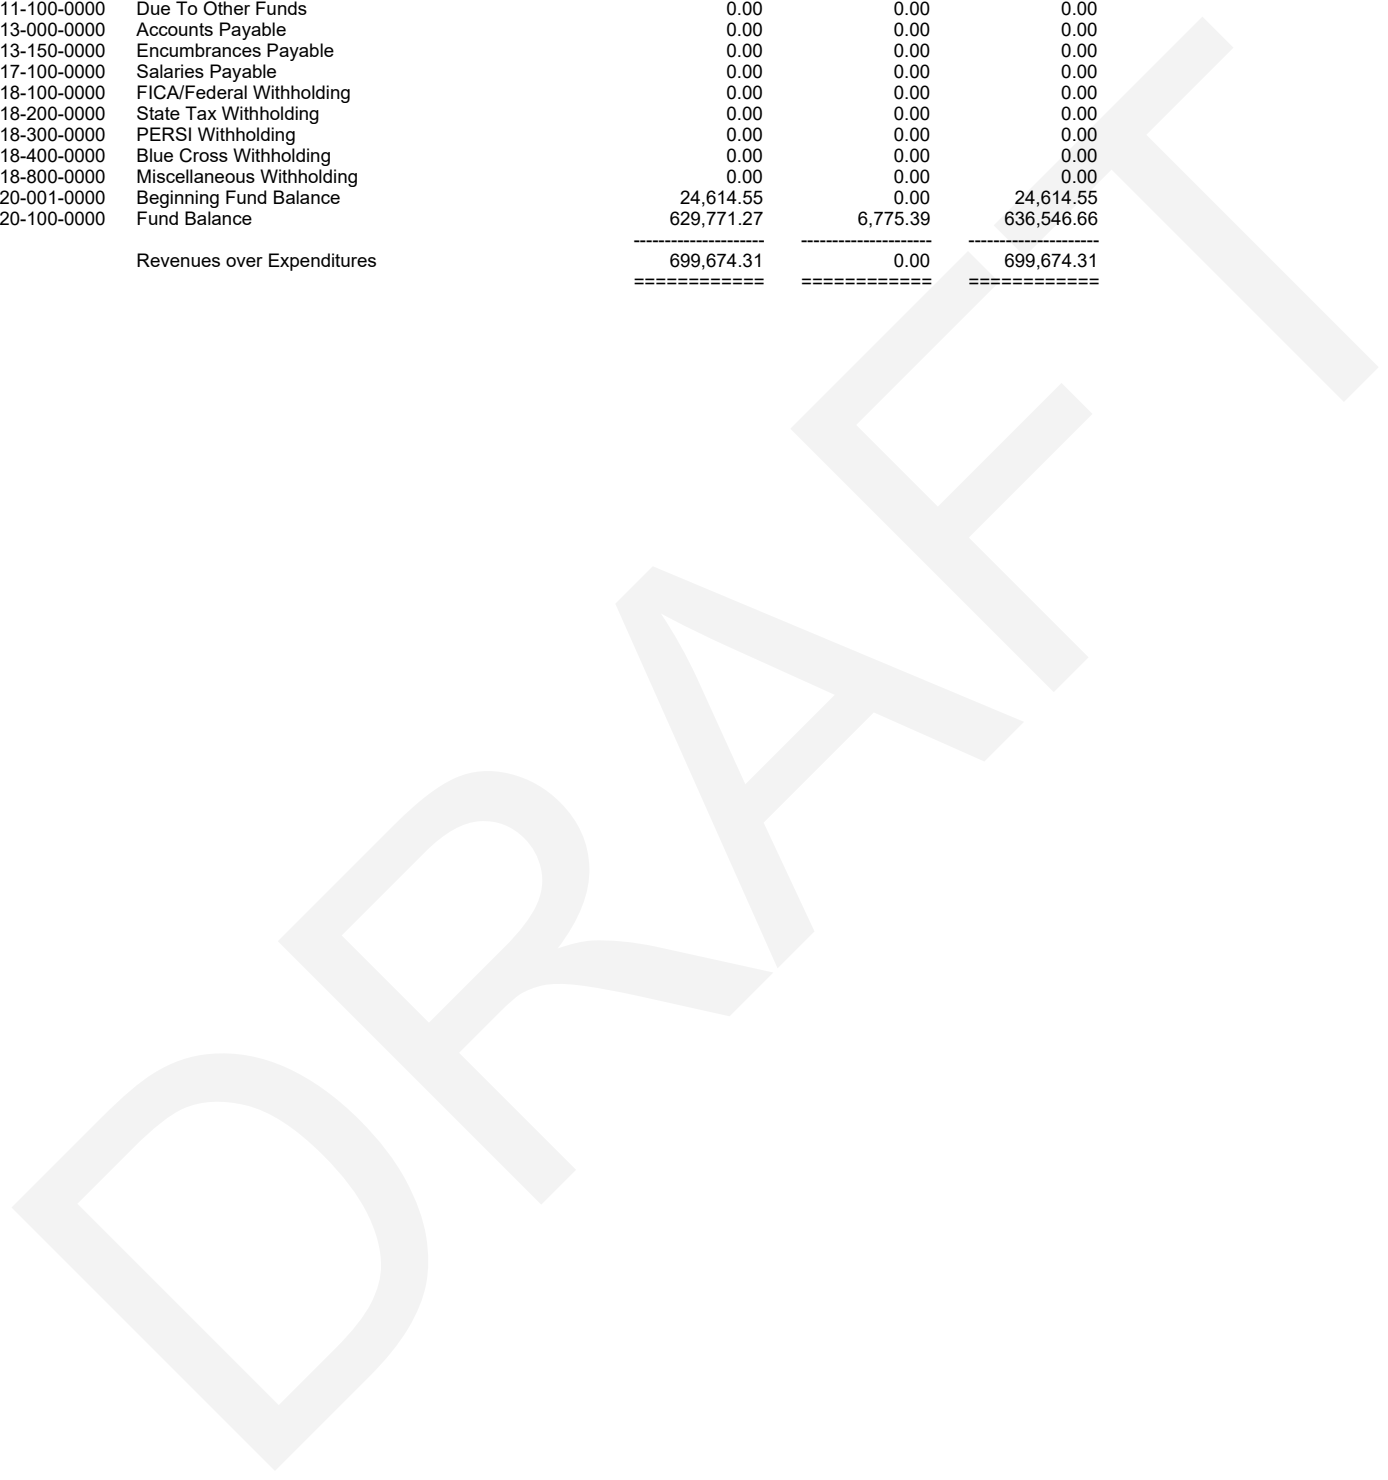 11-100-0000 Due To Other Funds 0.00 0.00 0.00
13-000-0000 Accounts Payable 0.00 0.00 0.00
13-150-0000 Encumbrances Payable 0.00 0.00 0.00
17-100-0000 Salaries Payable 0.00 0.00 0.00
18-100-0000 FICA/Federal Withholding 0.00 0.00 0.00
18-200-0000 State Tax Withholding 0.00 0.00 0.00
18-300-0000 PERSI Withholding 0.00 0.00 0.00
18-400-0000 Blue Cross Withholding 0.00 0.00 0.00
18-800-0000 Miscellaneous Withholding 0.00 0.00 0.00
20-001-0000 Beginning Fund Balance 24,614.55 0.00 24,614.55
20-100-0000 Fund Balance 629,771.27 6,775.39 636,546.66
--------------------- --------------------- ---------------------
Revenues over Expenditures 699,674.31 0.00 699,674.31
============ ============ ============
DRAFT